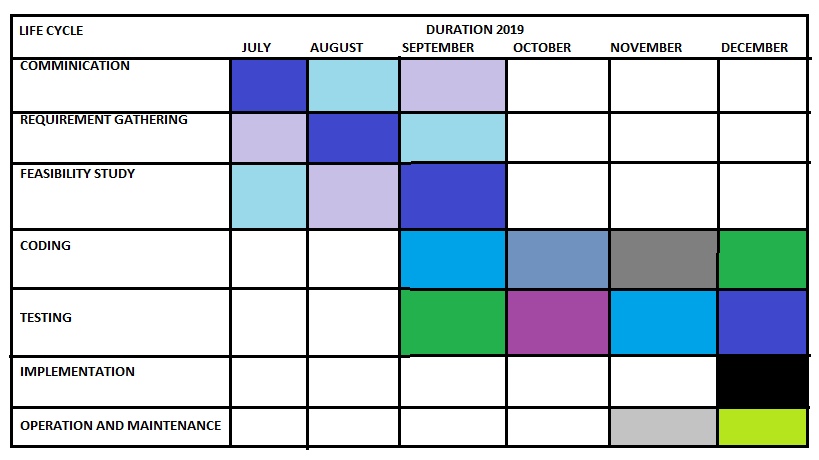 LIFE CYCLE DURATION 2019
JULY AUGUST SEPTEMBER OCTOBER NOVEMBER DECEMBER
COMMINICATION
REQUIREMENT GATHERING
FEASIBILITY STUDY
CODING
TESTING
IMPLEMENTATION
OPERATION AND MAINTENANCE